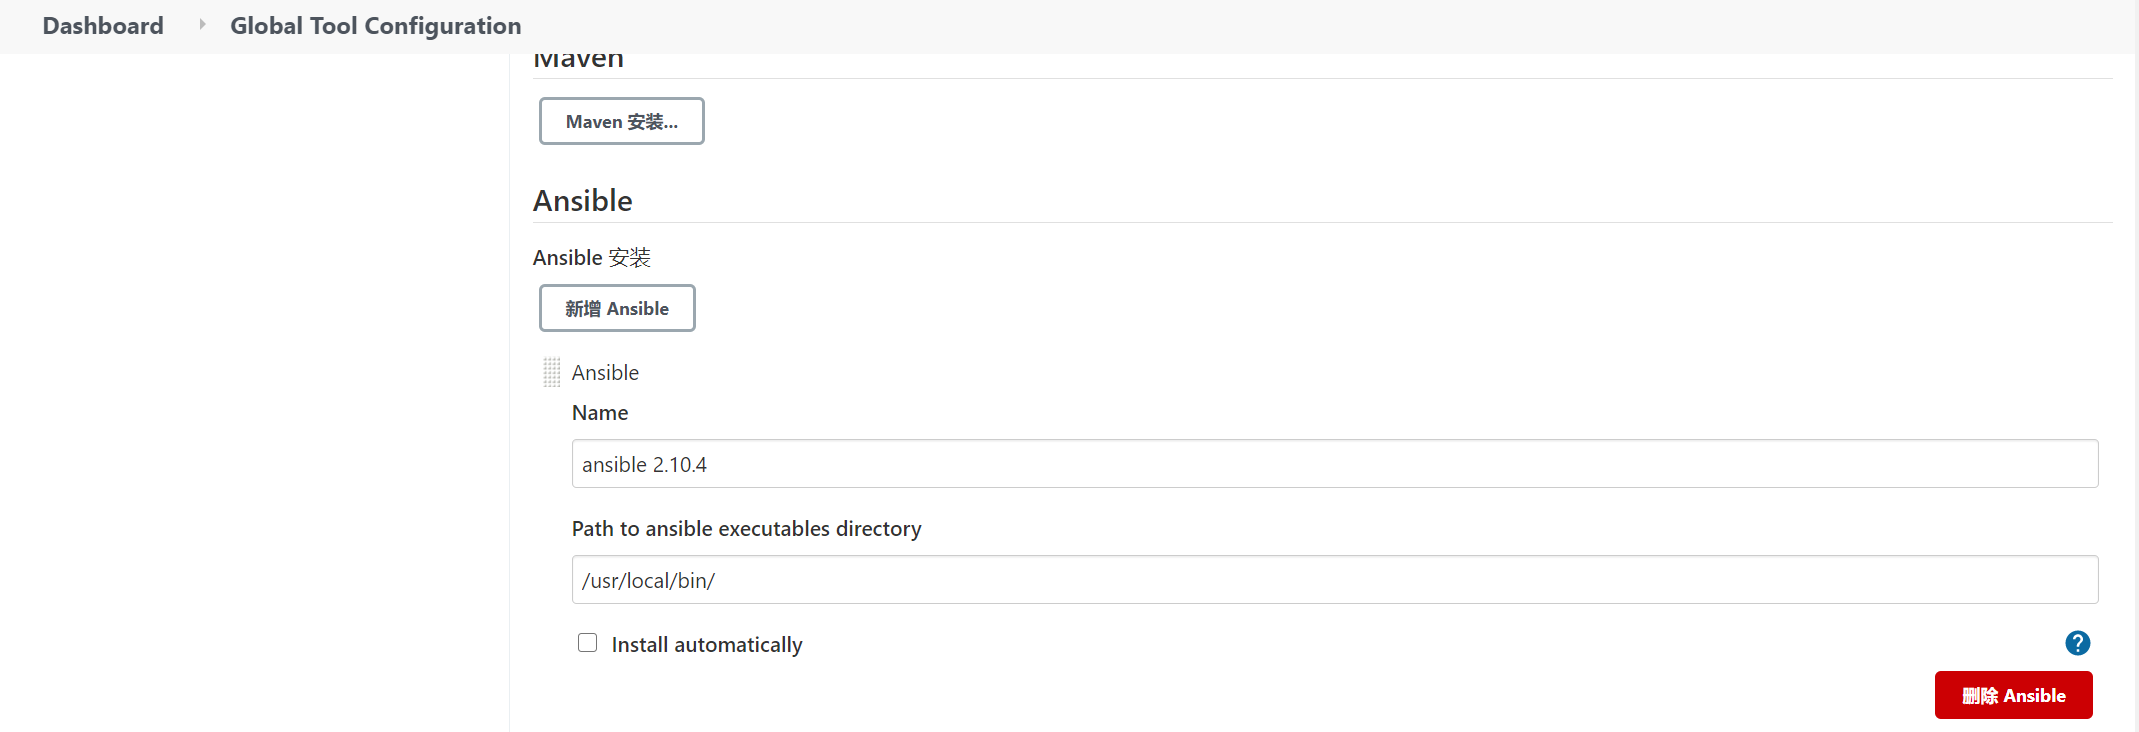 Dashboard Global Tool Configuration
Maven
Maven 安装...
Ansible
Ansible 安装
新增 Ansible
Ansible
Name
ansible 2.10.4
Path to ansible executables directory
/usr/local/bin/
Install automatically
?
删除 Ansible